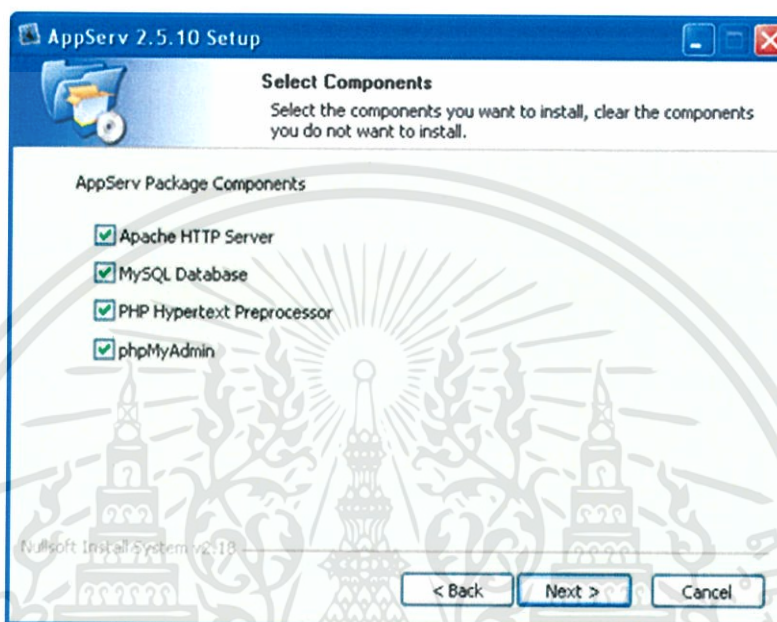 AppServ 2.5.10 Setup
Select Components
Select the components you want to install, clear the components
you do not want to install.
AppServ Package Components
Apache HTTP Server
MySQL Database
PHP Hypertext Preprocessor
phpMyAdmin
Nullsoft Install System v2.18
< Back Next > Cancel